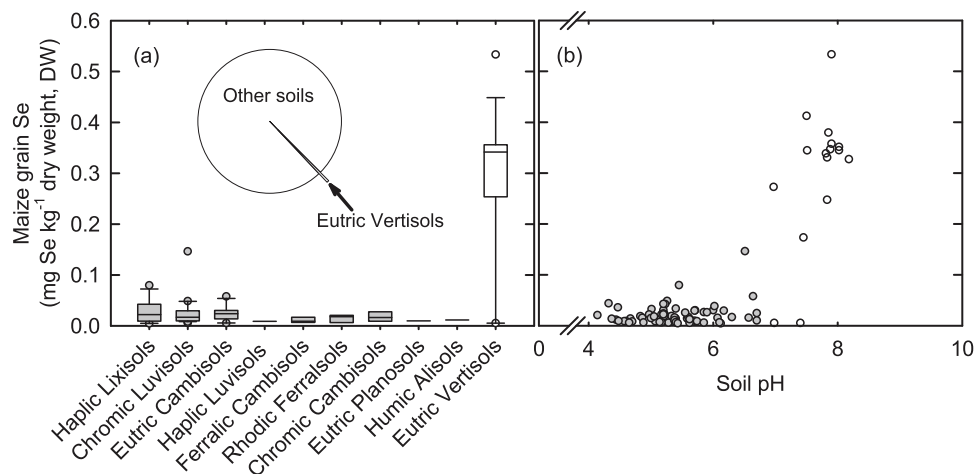 Maize grain Se
(mg Se kg⁻¹ dry weight, DW)
0.6
0.5
0.4
0.3
0.2
0.1
0.0
(a)
Other soils
Eutric Vertisols
Haplic Lixisols
Chromic Luvisols
Eutric Cambisols
Haplic Luvisols
Ferralic Cambisols
Rhodic Ferralsols
Chromic Cambisols
Eutric Planosols
Humic Alisols
Eutric Vertisols
(b)
0 4 6 8 10
Soil pH